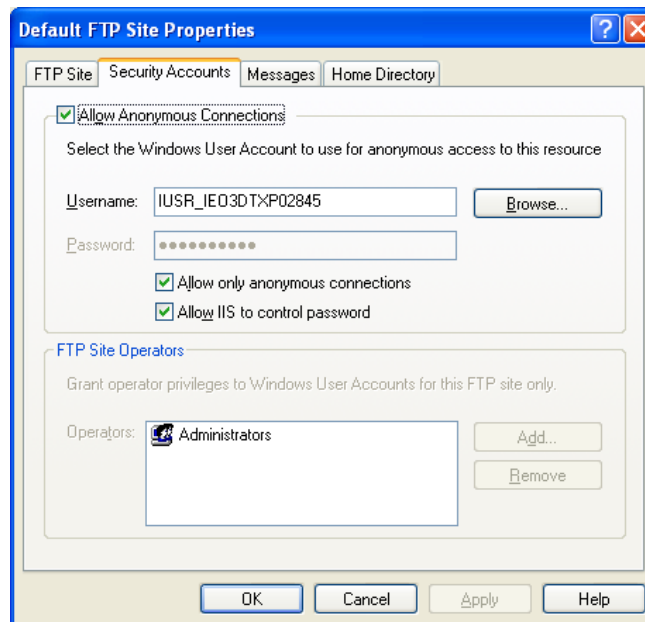 Default FTP Site Properties
FTP Site Security Accounts Messages Home Directory
Allow Anonymous Connections
Select the Windows User Account to use for anonymous access to this resource
Username: IUSR_IEO3DTXP02845 Browse...
Password: ●●●●●●●●●●
Allow only anonymous connections
Allow IIS to control password
FTP Site Operators
Grant operator privileges to Windows User Accounts for this FTP site only.
Operators: Administrators Add...
Remove
OK Cancel Apply Help